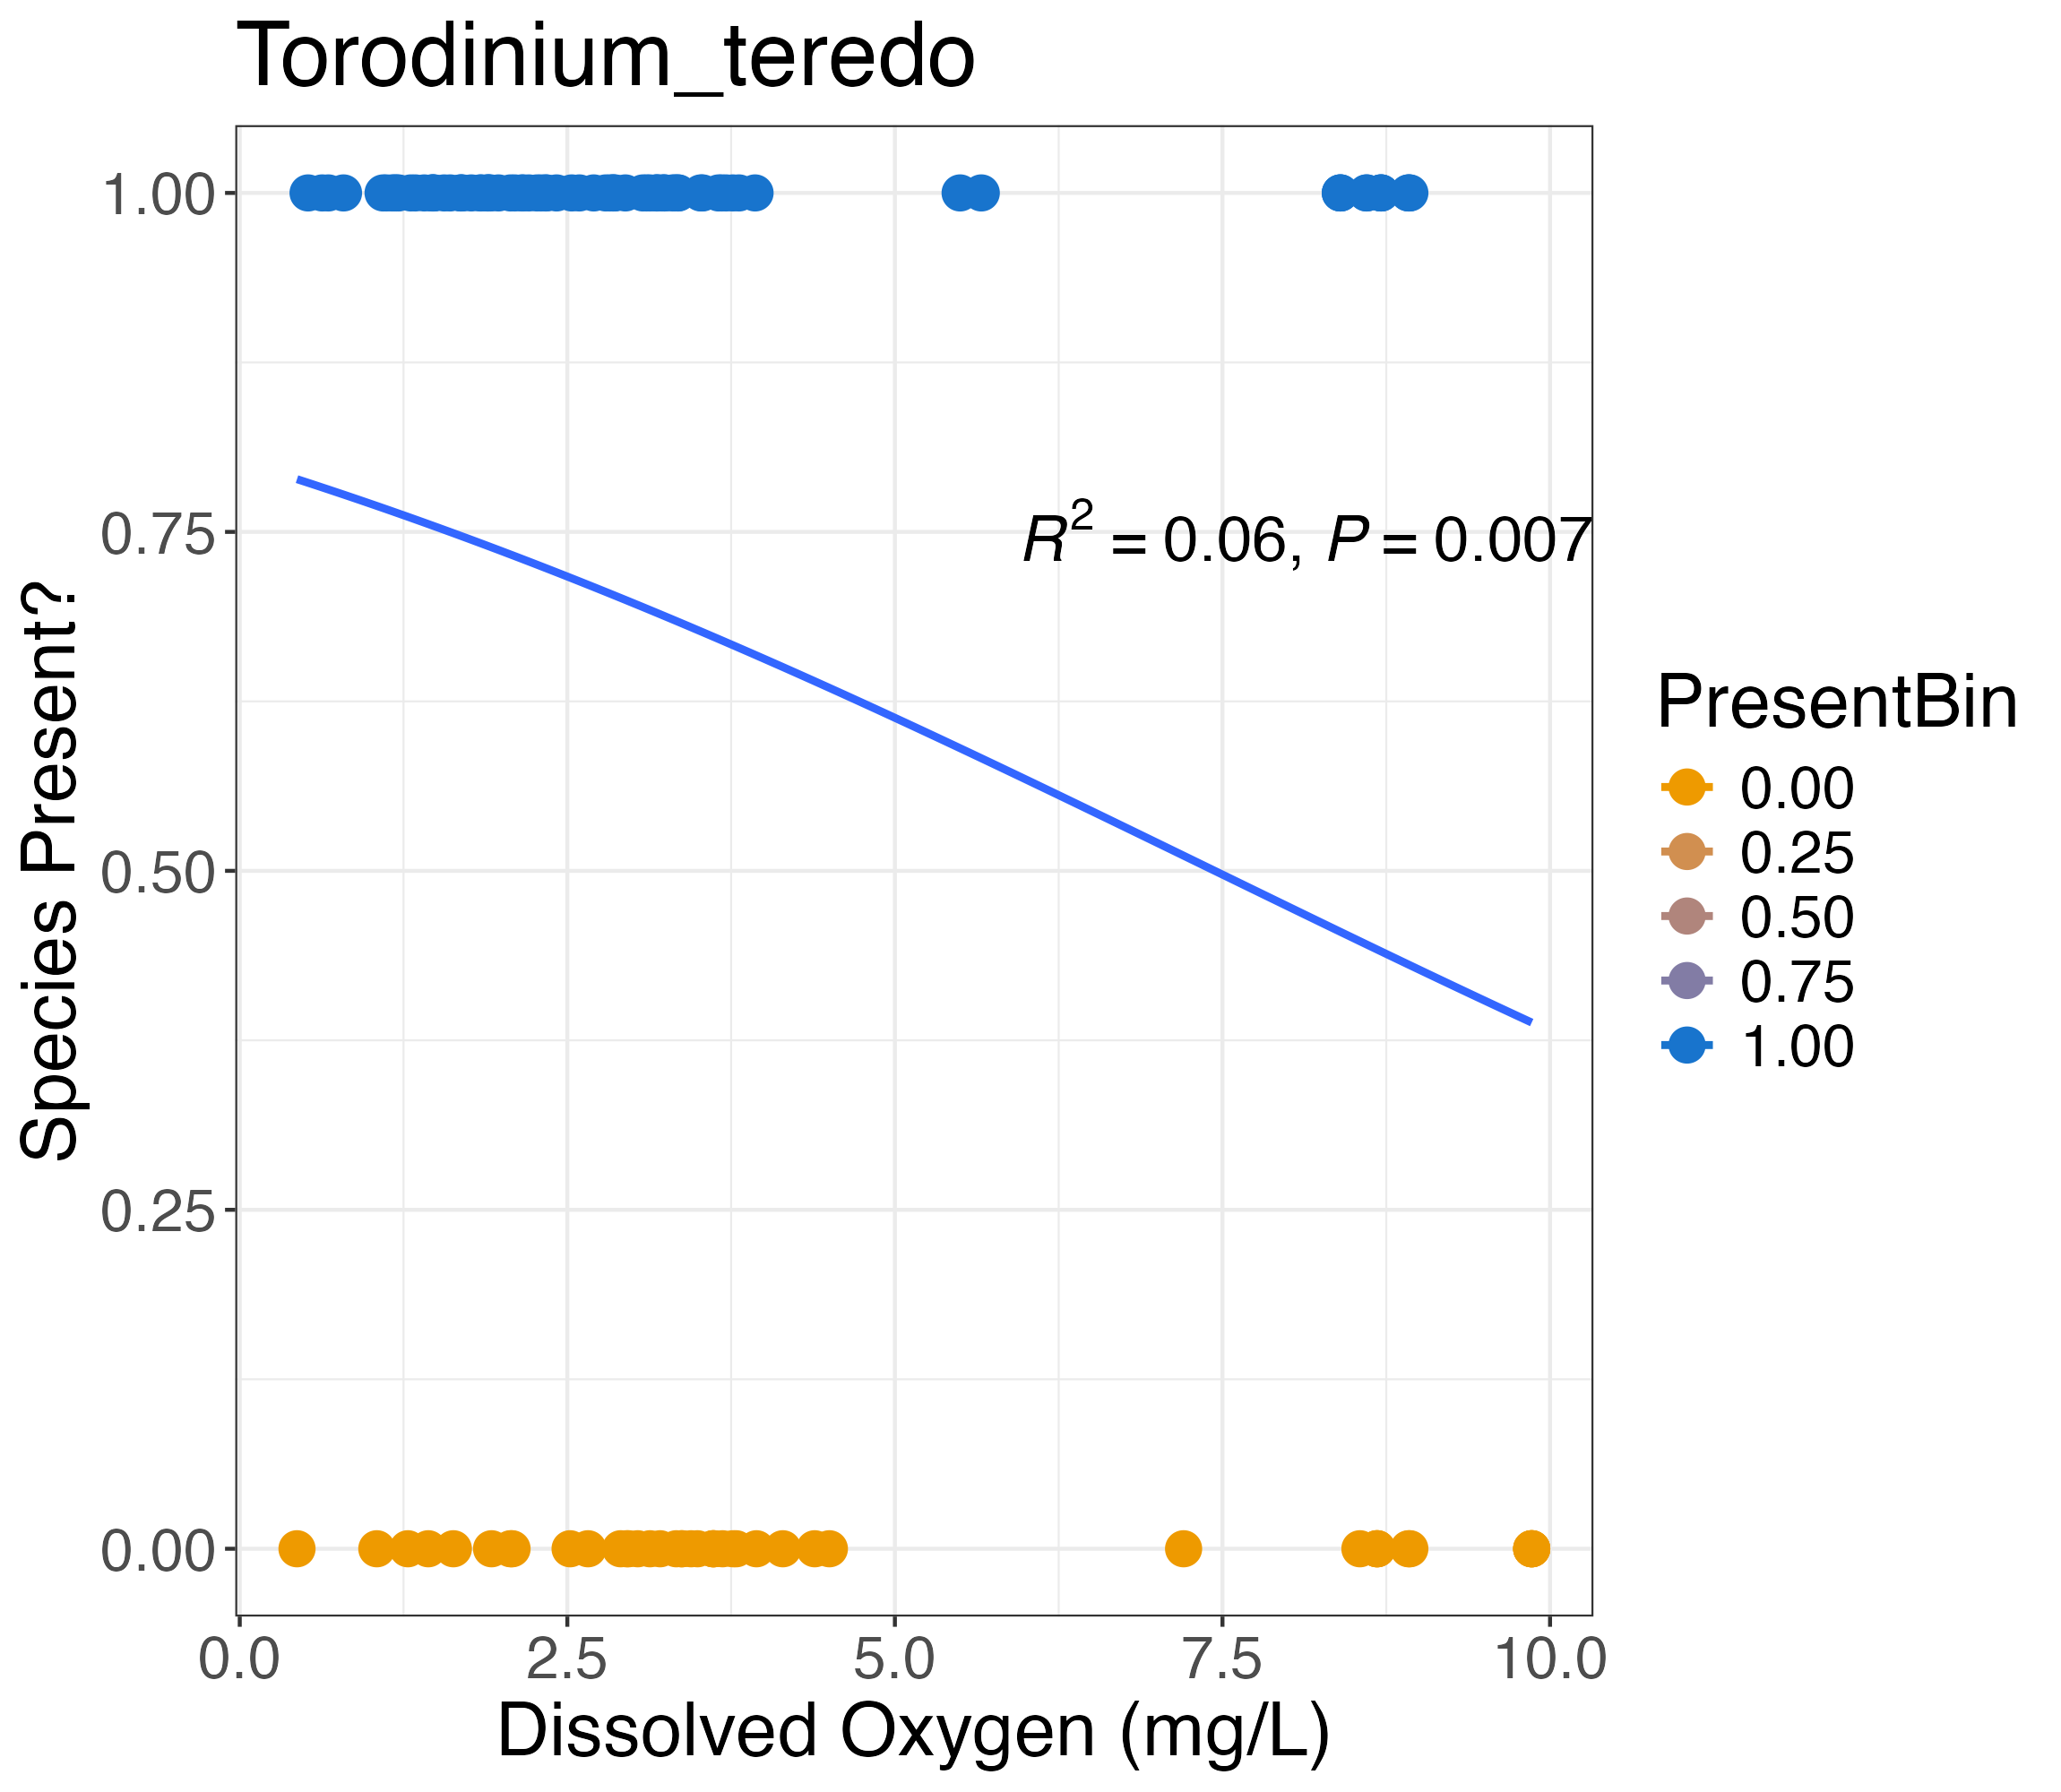 Torodinium_teredo
1.00
0.75
0.50
0.25
0.00
Species Present?
R² = 0.06, P = 0.007
0.0 2.5 5.0 7.5 10.0
Dissolved Oxygen (mg/L)
PresentBin
0.00
0.25
0.50
0.75
1.00